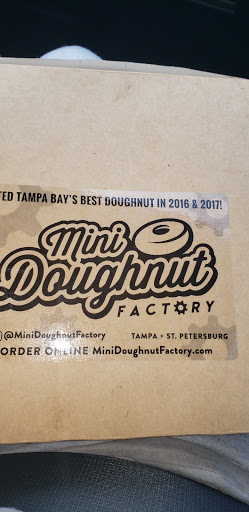 TED TAMPA BAY'S BEST DOUGHNUT IN 2016 & 2017!
Mini
Doughnut
FACTORY
@MiniDoughnutFactory TAMPA • ST. PETERSBURG
ORDER ONLINE MiniDoughnutFactory.com